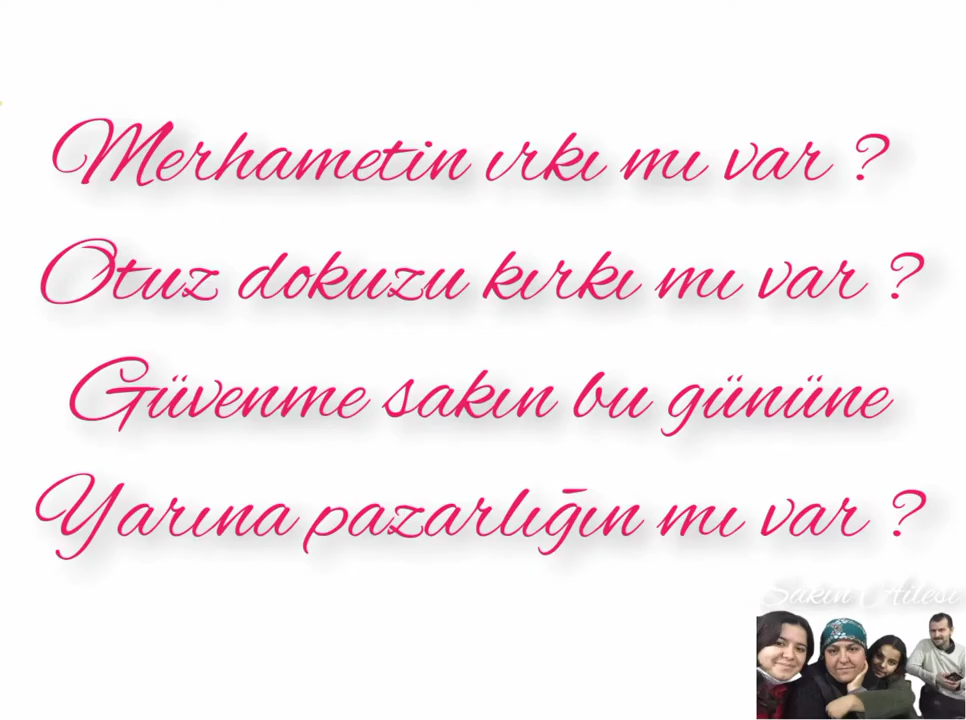 Merhametin ırkı mı var ?
Otuz dokuzu kırkı mı var ?
Güvenme sakın bu gününe
Yarına pazarlığın mı var ?
Sakin Ailesi